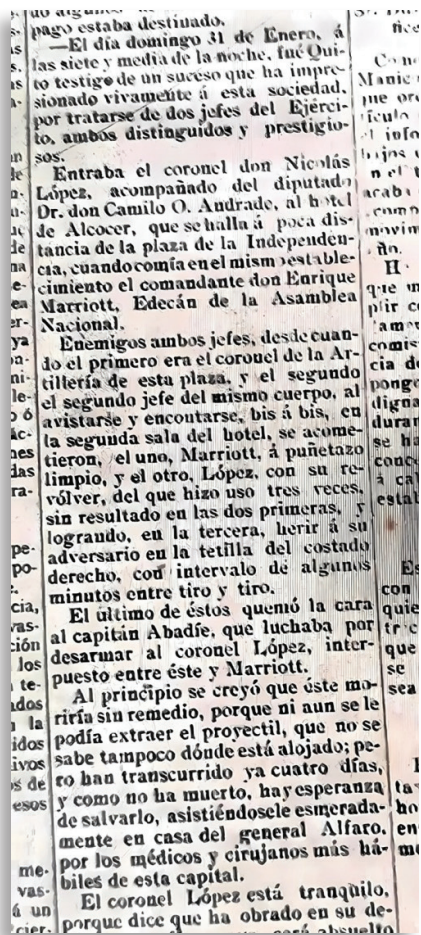 pago estaba destinado.
—El día domingo 31 de Enero, á
las siete y media de la noche, fué Qui-
to testigo de un suceso que ha impre-
sionado vivamente á esta sociedad,
por tratarse de dos jefes del Ejérci-
to, ambos distinguidos y prestigio-
sos.
Entraba el coronel don Nicolás
López, acompañado del diputado
Dr. don Camilo O. Andrade, al hotel
de Alcocer, que se halla á poca dis-
tancia de la plaza de la Independen-
cia, cuando comía en el mismo estable-
cimiento el comandante don Enrique
Marriott, Edecán de la Asamblea
Nacional.
Enemigos ambos jefes, desde cuan-
do el primero era el coronel de la Ar-
tillería de esta plaza, y el segundo
el segundo jefe del mismo cuerpo, al
avistarse y encontarse, bis á bis, en
la segunda sala del hotel, se acome-
tieron, el uno, Marriott, á puñetazo
limpio, y el otro, López, con su re-
vólver, del que hizo uso tres veces,
sin resultado en las dos primeras, y
logrando, en la tercera, herir á su
adversario en la tetilla del costado
derecho, con intervalo de algunos
minutos entre tiro y tiro.
El último de éstos quemó la cara
al capitán Abadíe, que luchaba por
desarmar al coronel López, inter-
puesto entre éste y Marriott.
Al principio se creyó que éste mo-
riría sin remedio, porque ni aun se le
podía extraer el proyectil, que no se
sabe tampoco dónde está alojado; pe-
ro han transcurrido ya cuatro días,
y como no ha muerto, hay esperanza
de salvarlo, asistiéndosele esmerada-
mente en casa del general Alfaro,
por los médicos y cirujanos más há-
biles de esta capital.
El coronel López está tranquilo,
porque dice que ha obrado en su de-
será absuelto